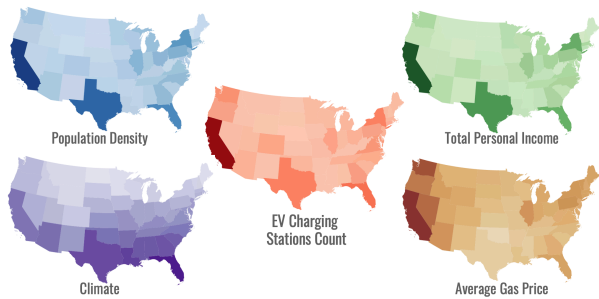 Population Density
Total Personal Income
EV Charging
Stations Count
Climate
Average Gas Price